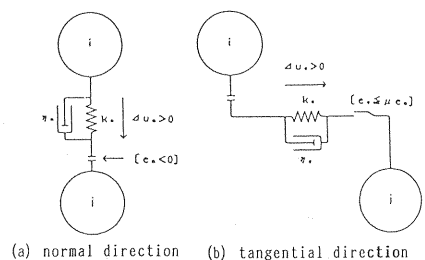 i
i
Δu.>0
k.
[e.≦μe.]
η.
k.
Δu.>0
η.
[e.<0]
j
j
(a) normal direction
(b) tangential direction